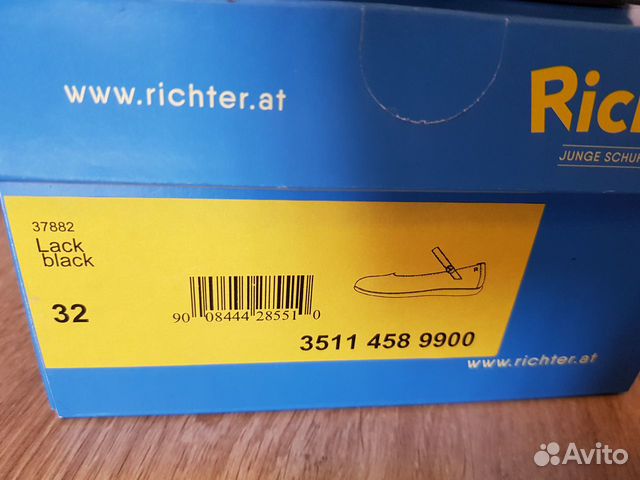 www.richter.at
Ric
JUNGE SCHUH
37882
Lack
black
32
90 08444 28551 0
3511 458 9900
www.richter.at
Avito